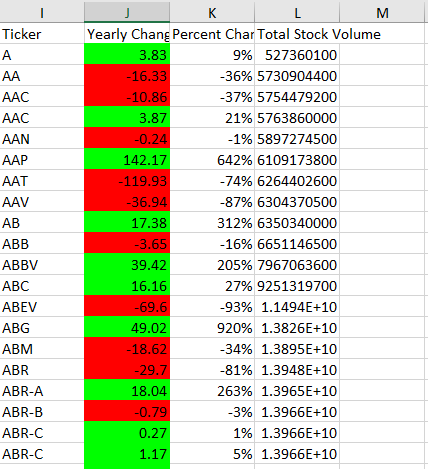 I J K L M
Ticker Yearly Chang Percent Char Total Stock Volume
A 3.83 9% 527360100
AA -16.33 -36% 5730904400
AAC -10.86 -37% 5754479200
AAC 3.87 21% 5763860000
AAN -0.24 -1% 5897274500
AAP 142.17 642% 6109173800
AAT -119.93 -74% 6264402600
AAV -36.94 -87% 6304370500
AB 17.38 312% 6350340000
ABB -3.65 -16% 6651146500
ABBV 39.42 205% 7967063600
ABC 16.16 27% 9251319700
ABEV -69.6 -93% 1.1494E+10
ABG 49.02 920% 1.3826E+10
ABM -18.62 -34% 1.3895E+10
ABR -29.7 -81% 1.3948E+10
ABR-A 18.04 263% 1.3965E+10
ABR-B -0.79 -3% 1.3966E+10
ABR-C 0.27 1% 1.3966E+10
ABR-C 1.17 5% 1.3966E+10